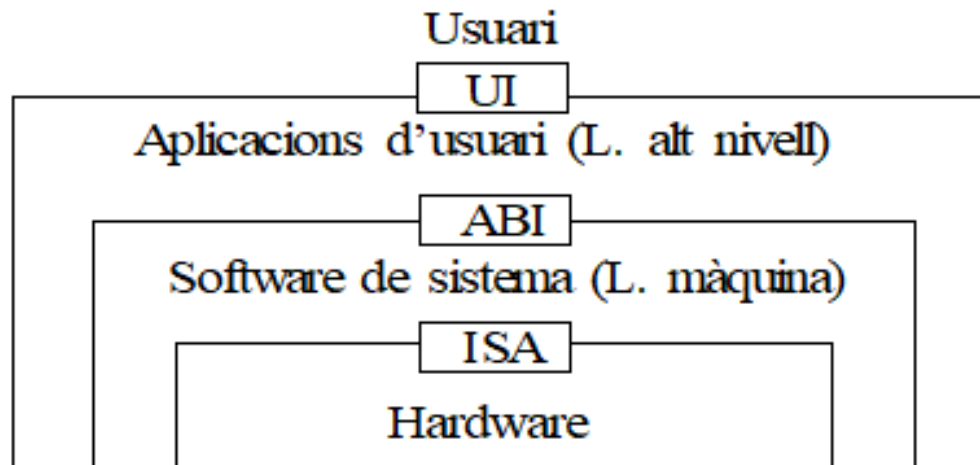 Usuari
UI
Aplicacions d'usuari (L. alt nivell)
ABI
Software de sistema (L. màquina)
ISA
Hardware